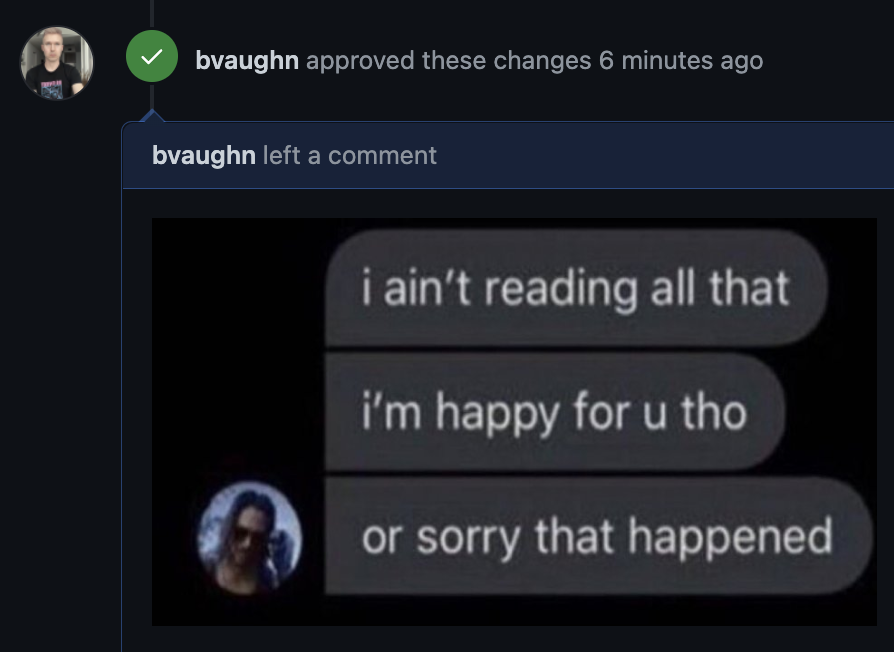 bvaughn approved these changes 6 minutes ago
bvaughn left a comment
i ain't reading all that
i'm happy for u tho
or sorry that happened